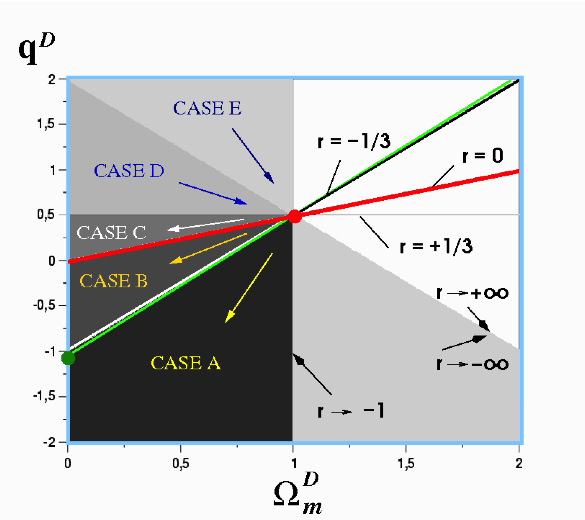 q^D
2
1,5
1
0,5
0
-0,5
-1
-1,5
-2
CASE E
CASE D
CASE C
CASE B
CASE A
r = −1/3
r = 0
r = +1/3
r → +∞
r → −∞
r → −1
0
0,5
1
1,5
2
Ω_m^D